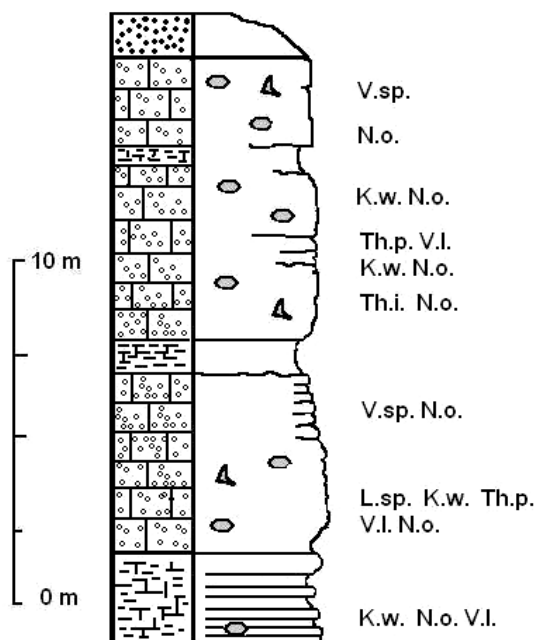 V.sp.
N.o.
K.w. N.o.
Th.p. V.l.
10 m
K.w. N.o.
Th.i. N.o.
V.sp. N.o.
L.sp. K.w. Th.p.
V.l. N.o.
0 m
K.w. N.o. V.l.